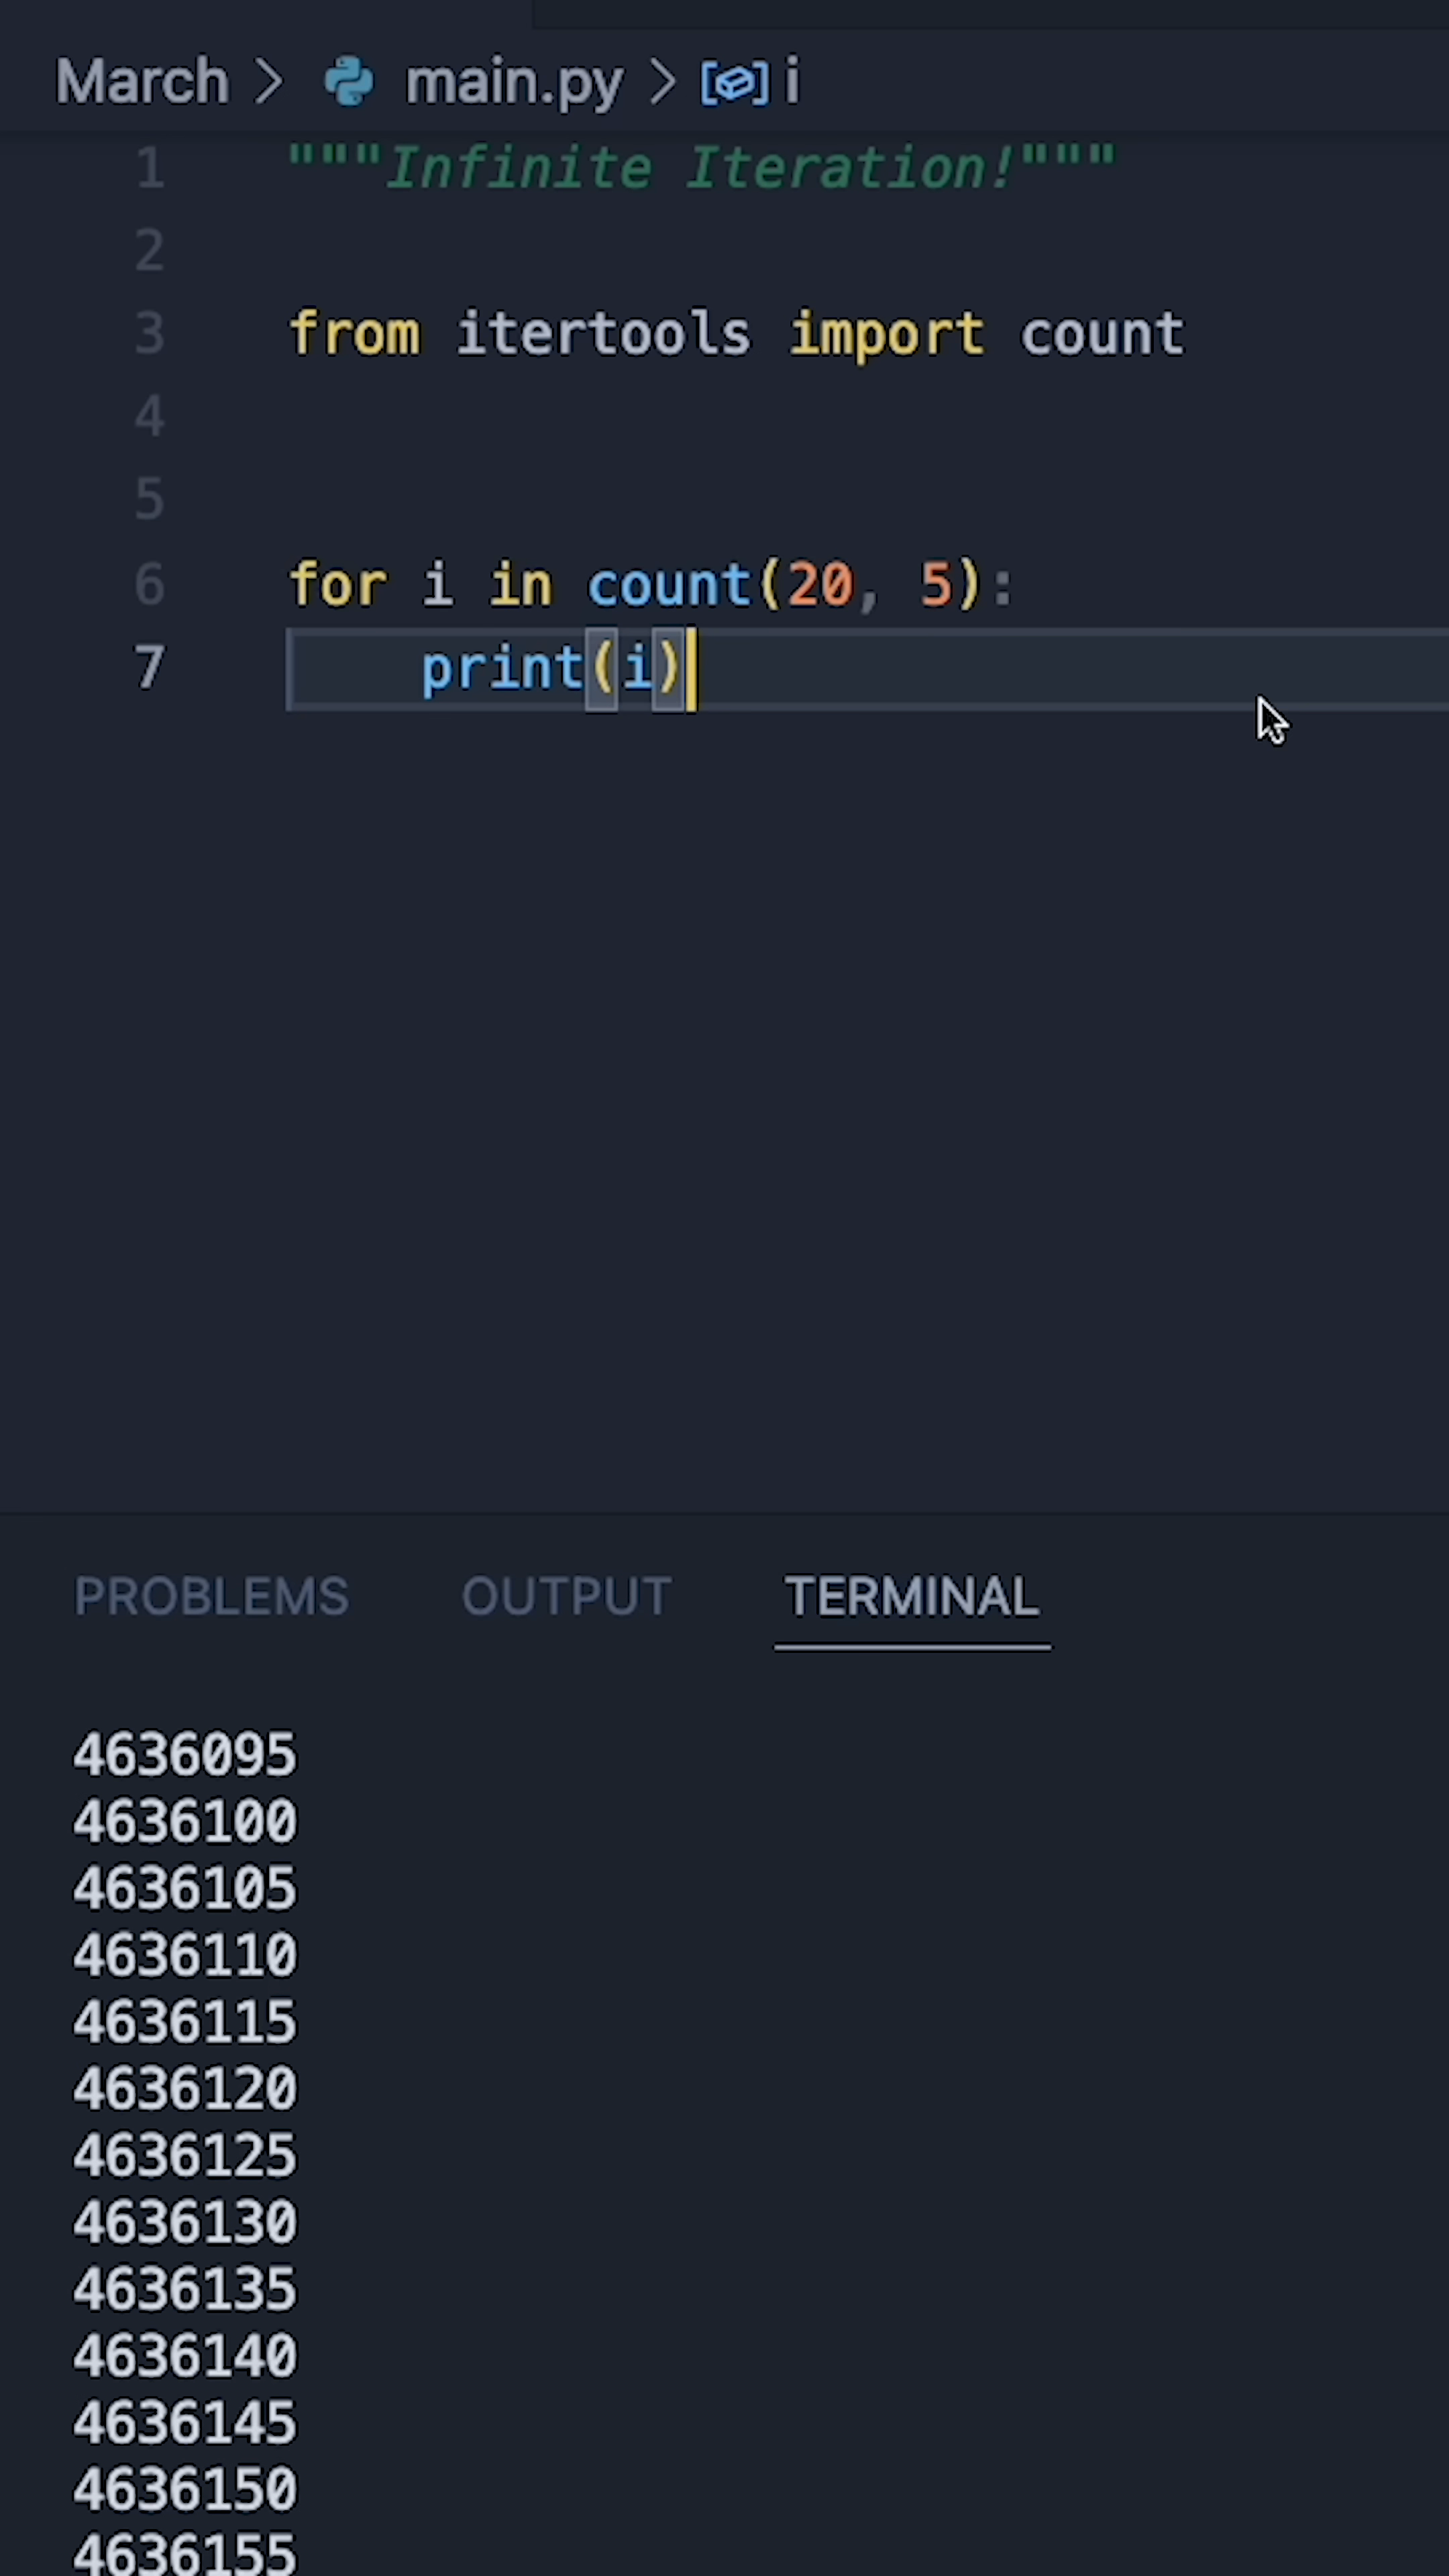 March > main.py > i
1 """Infinite Iteration!"""
2
3 from itertools import count
4
5
6 for i in count(20, 5):
7     print(i)
PROBLEMS OUTPUT TERMINAL
4636095
4636100
4636105
4636110
4636115
4636120
4636125
4636130
4636135
4636140
4636145
4636150
4636155